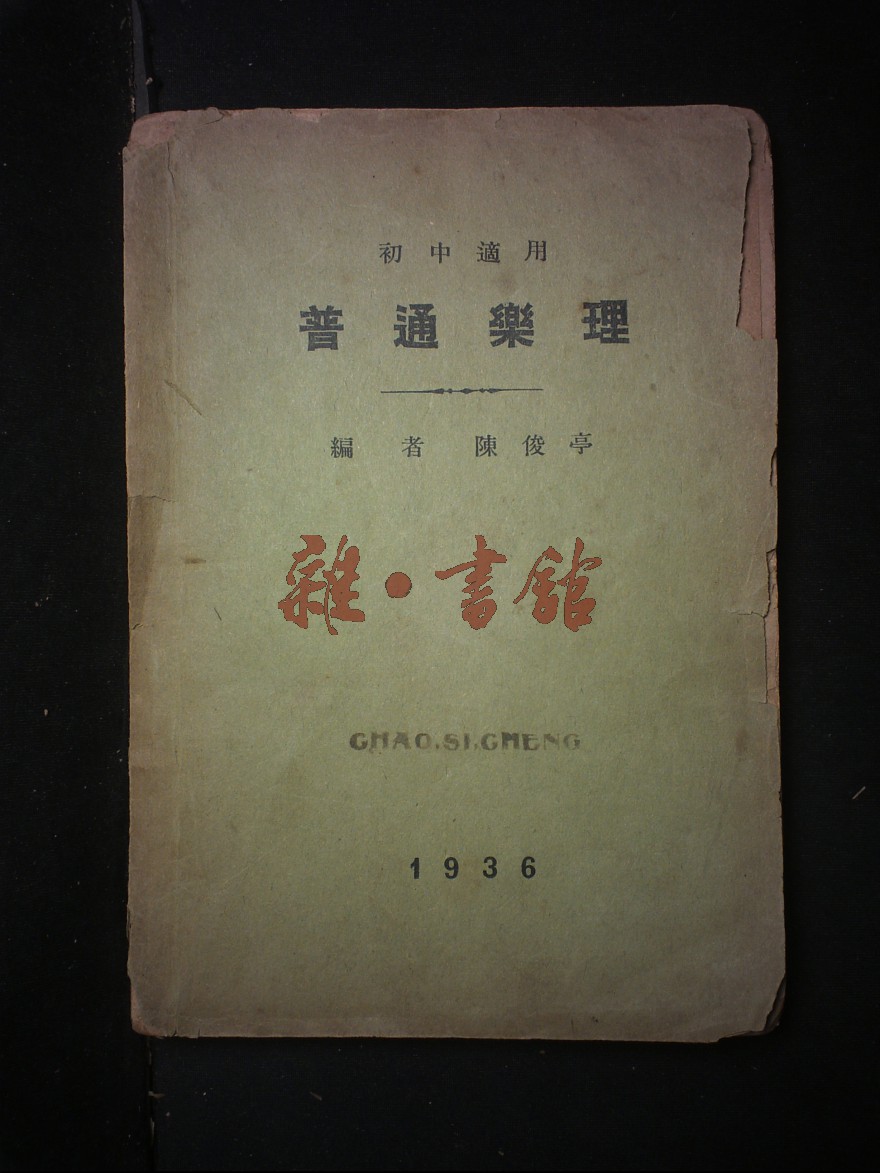 初中適用
普通樂理
編者 陳俊亭
雜·書館
CHAO.SI.CHENG
1936